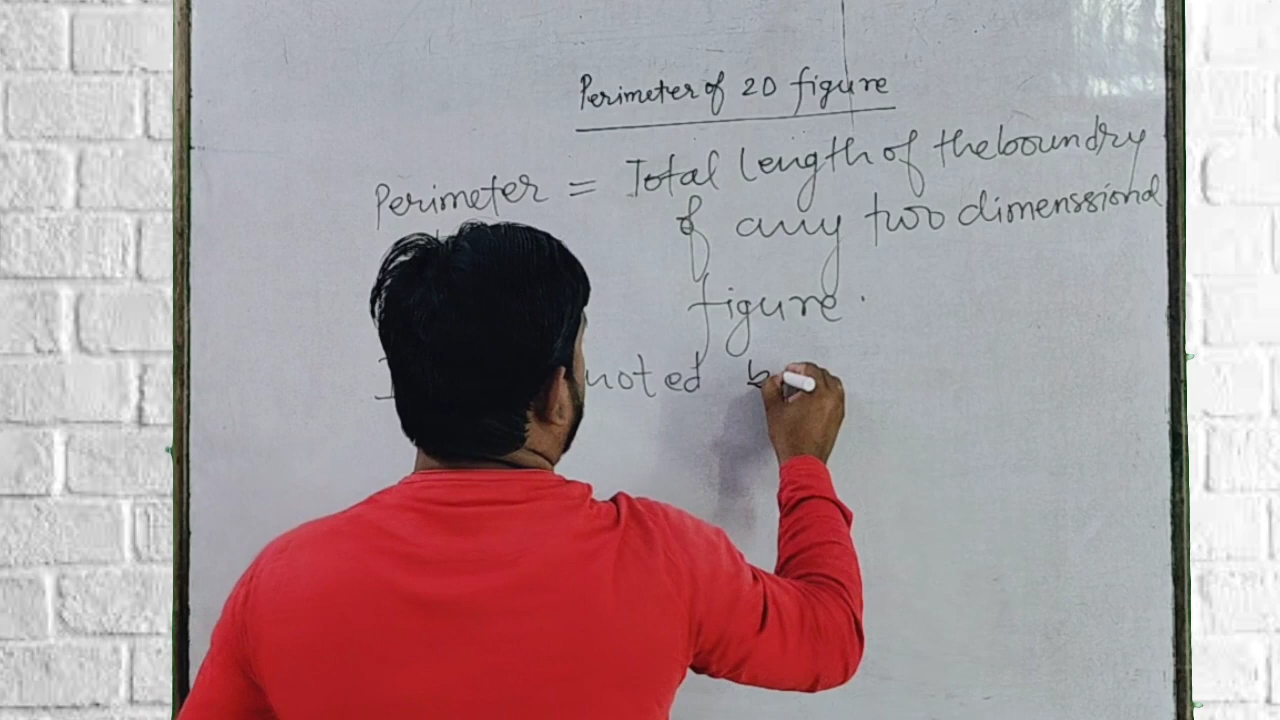 Perimeter of 2D figure
Perimeter = Total length of the boundry
of any two dimenssional
figure.
noted b